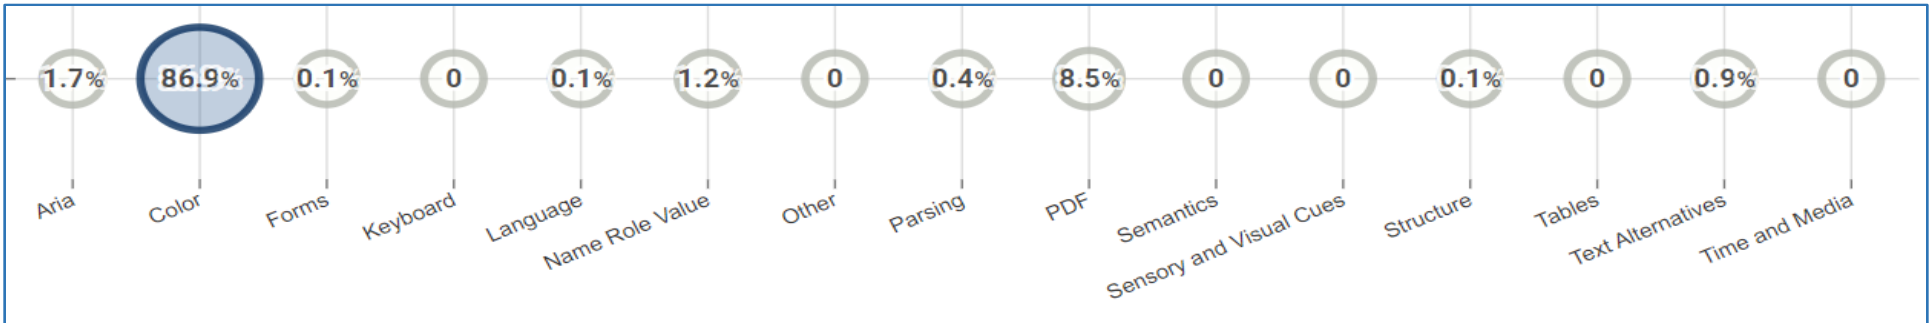 1.7% 86.9% 0.1% 0 0.1% 1.2% 0 0.4% 8.5% 0 0 0.1% 0 0.9% 0
Aria Color Forms Keyboard Language Name Role Value Other Parsing PDF Semantics Sensory and Visual Cues Structure Tables Text Alternatives Time and Media